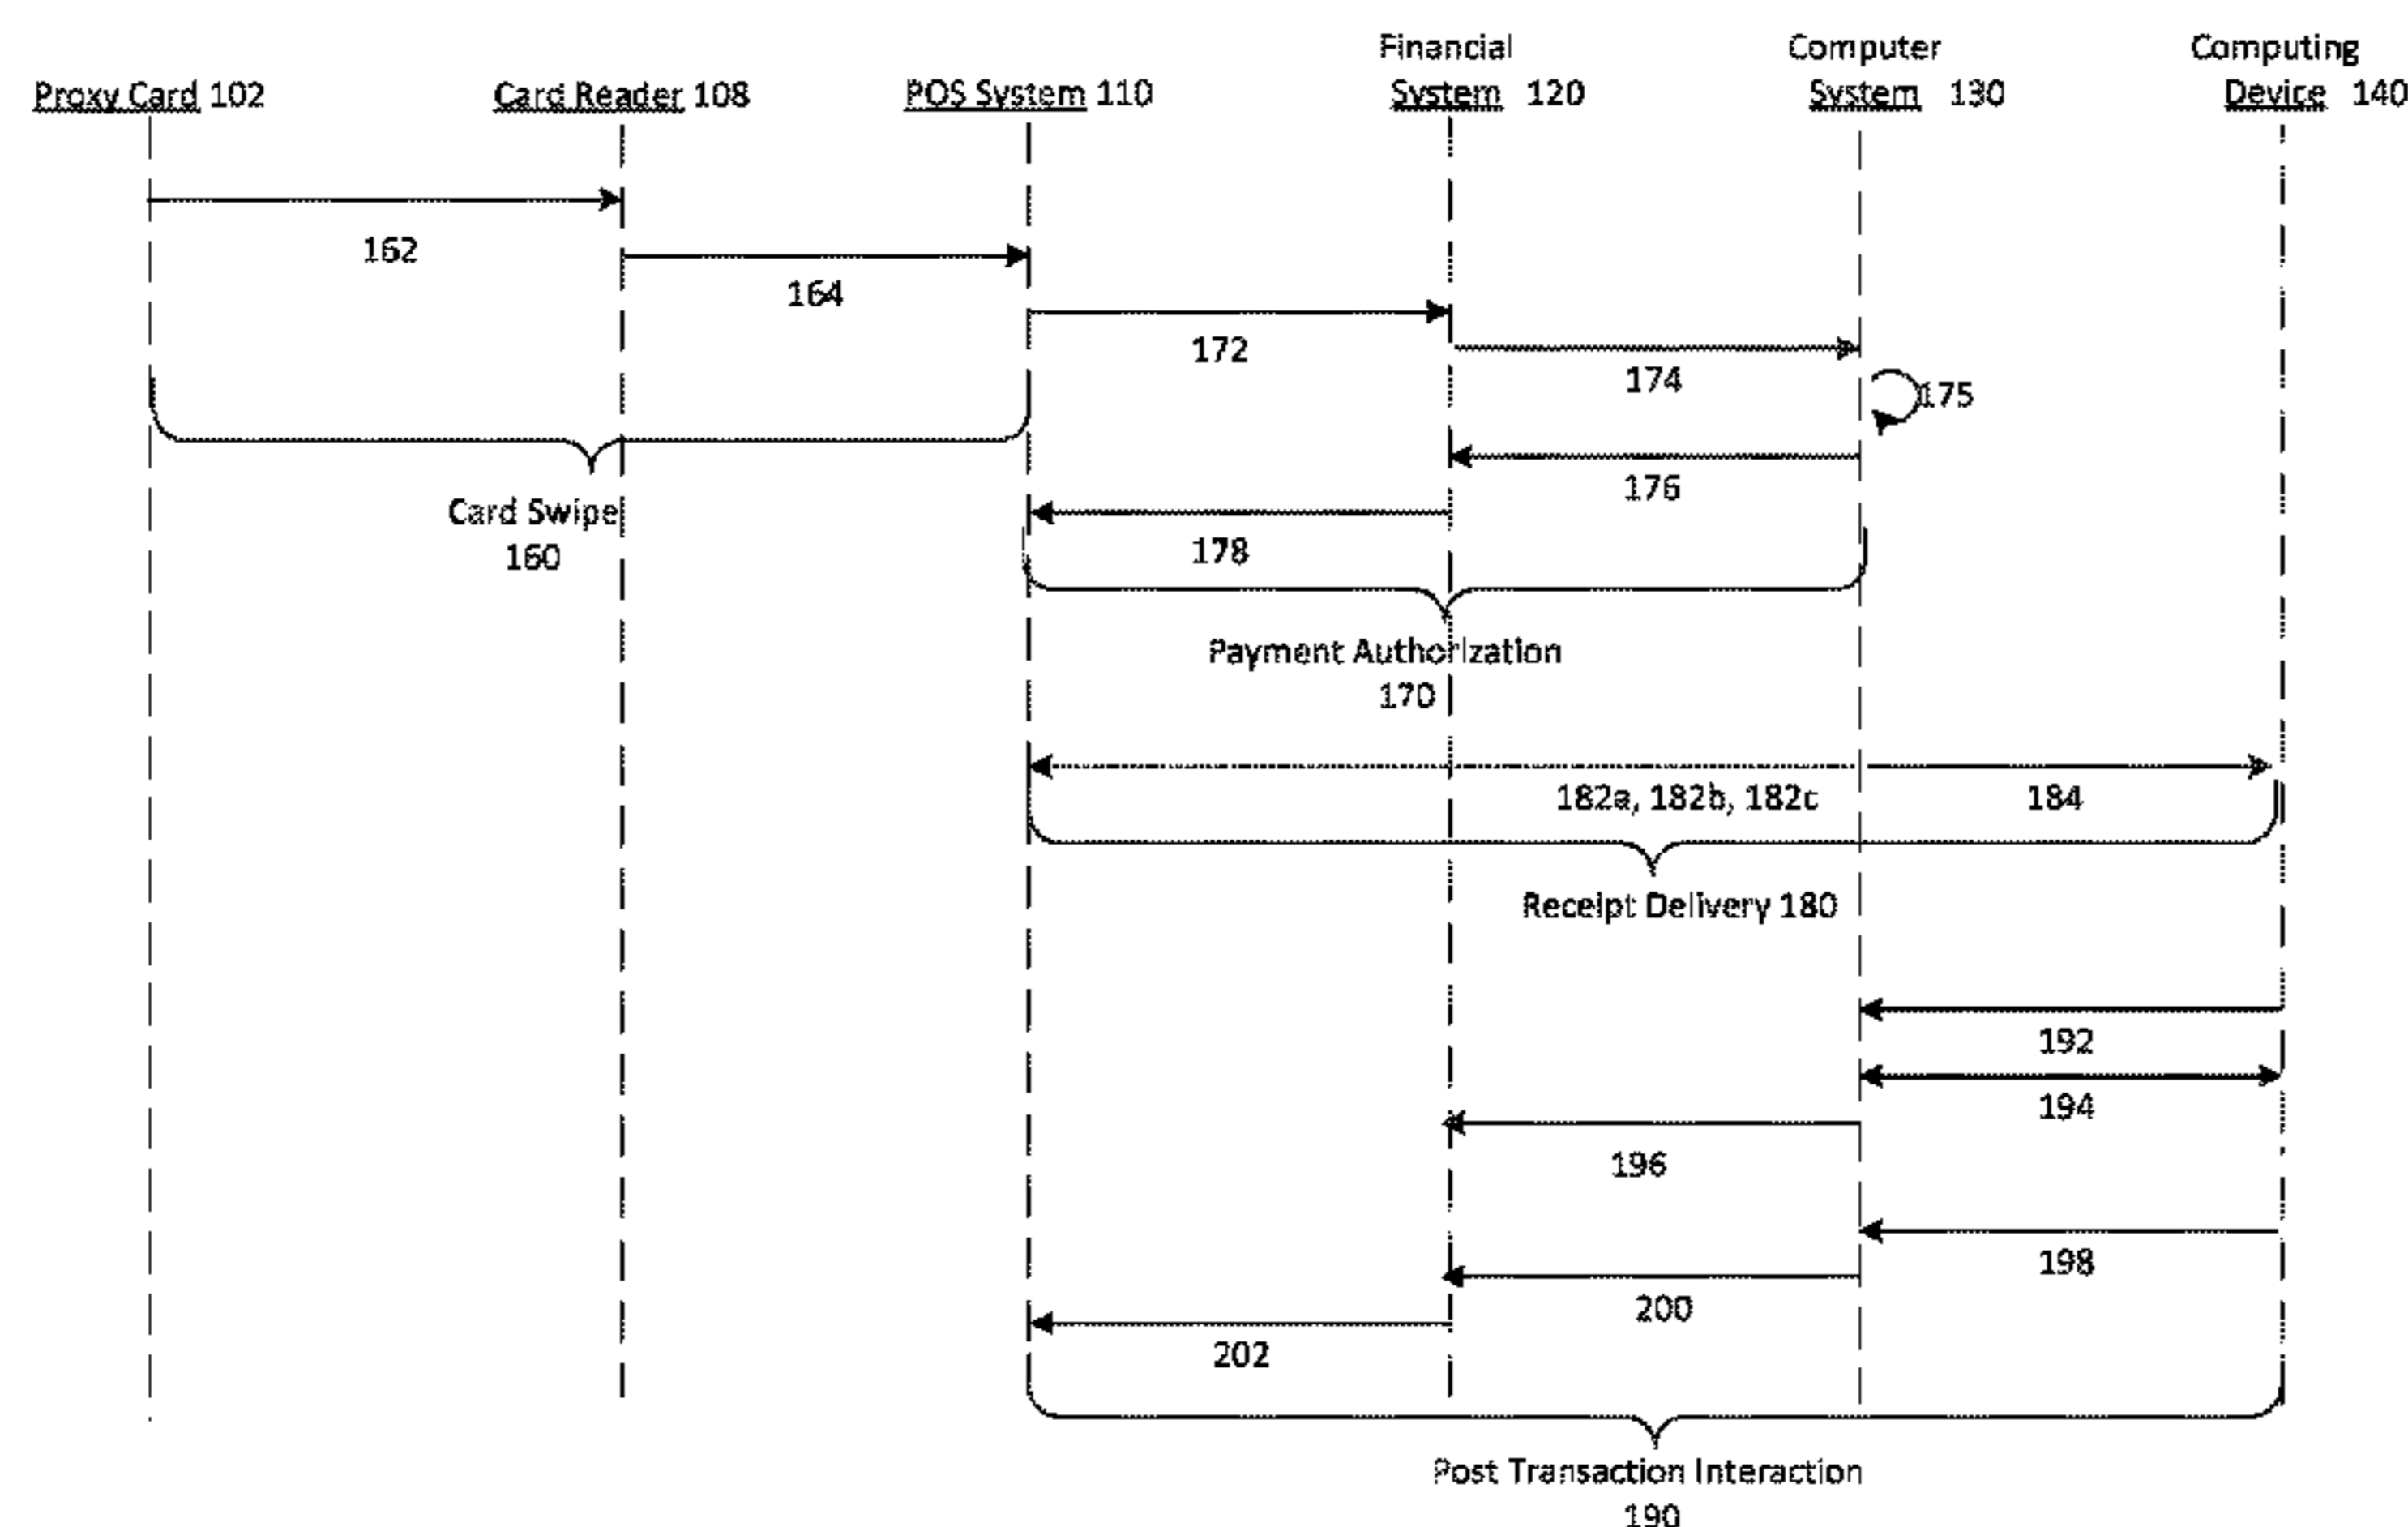 Financial
Computer
Computing
Proxy Card 102
Card Reader 108
POS System 110
System 120
System 130
Device 140
162
164
172
174
175
176
178
Card Swipe
160
Payment Authorization
170
182a, 182b, 182c
184
Receipt Delivery 180
192
194
196
198
200
202
Post Transaction Interaction
190